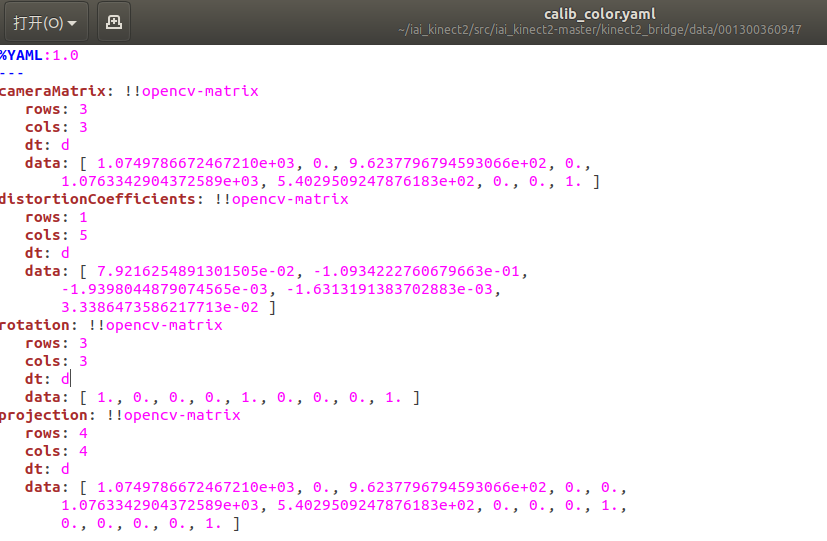 打开(O)
calib_color.yaml
~/iai_kinect2/src/iai_kinect2-master/kinect2_bridge/data/001300360947
%YAML:1.0
---
cameraMatrix: !!opencv-matrix
   rows: 3
   cols: 3
   dt: d
   data: [ 1.0749786672467210e+03, 0., 9.6237796794593066e+02, 0.,
       1.0763342904372589e+03, 5.4029509247876183e+02, 0., 0., 1. ]
distortionCoefficients: !!opencv-matrix
   rows: 1
   cols: 5
   dt: d
   data: [ 7.9216254891301505e-02, -1.0934222760679663e-01,
       -1.9398044879074565e-03, -1.6313191383702883e-03,
       3.3386473586217713e-02 ]
rotation: !!opencv-matrix
   rows: 3
   cols: 3
   dt: d
   data: [ 1., 0., 0., 0., 1., 0., 0., 0., 1. ]
projection: !!opencv-matrix
   rows: 4
   cols: 4
   dt: d
   data: [ 1.0749786672467210e+03, 0., 9.6237796794593066e+02, 0., 0.,
       1.0763342904372589e+03, 5.4029509247876183e+02, 0., 0., 0., 1.,
       0., 0., 0., 0., 1. ]